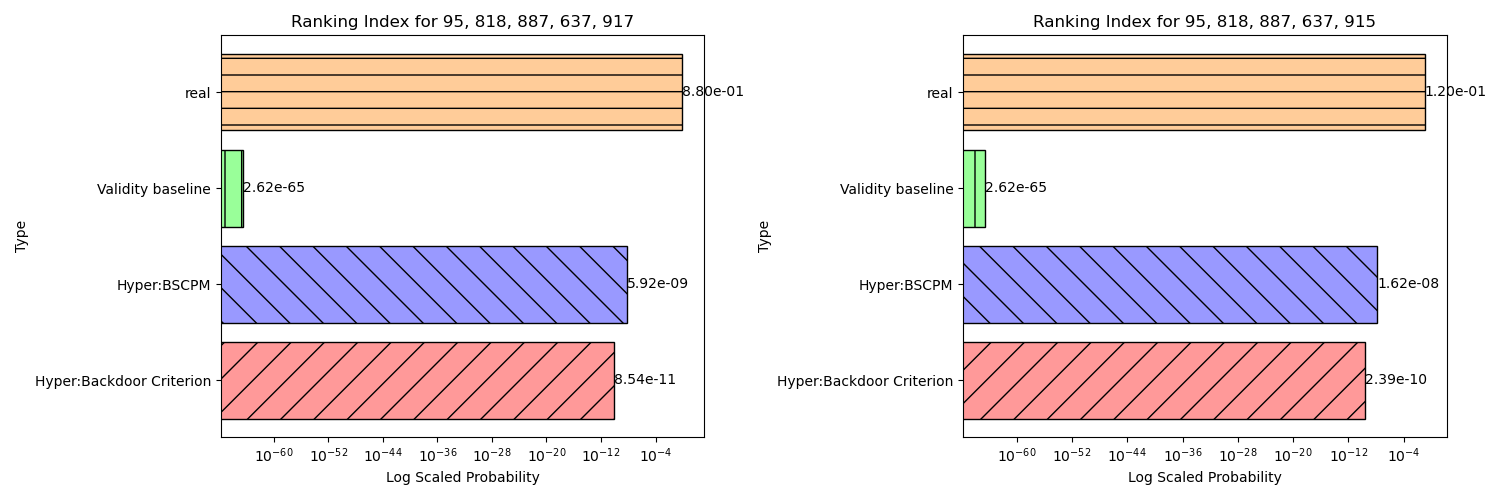 Ranking Index for 95, 818, 887, 637, 917
real
8.80e-01
Validity baseline
2.62e-65
Hyper:BSCPM
5.92e-09
Hyper:Backdoor Criterion
8.54e-11
Type
10^{-60} 10^{-52} 10^{-44} 10^{-36} 10^{-28} 10^{-20} 10^{-12} 10^{-4}
Log Scaled Probability
Ranking Index for 95, 818, 887, 637, 915
real
1.20e-01
Validity baseline
2.62e-65
Hyper:BSCPM
1.62e-08
Hyper:Backdoor Criterion
2.39e-10
Type
10^{-60} 10^{-52} 10^{-44} 10^{-36} 10^{-28} 10^{-20} 10^{-12} 10^{-4}
Log Scaled Probability